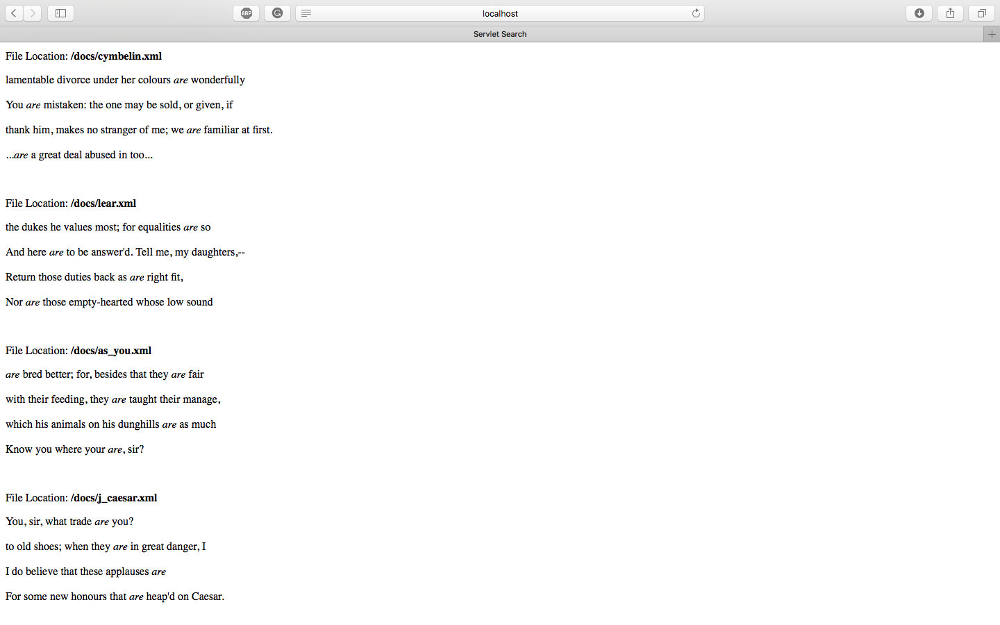 ABP
localhost
Servlet Search
File Location: /docs/cymbelin.xml
lamentable divorce under her colours are wonderfully
You are mistaken: the one may be sold, or given, if
thank him, makes no stranger of me; we are familiar at first.
...are a great deal abused in too...
File Location: /docs/lear.xml
the dukes he values most; for equalities are so
And here are to be answer'd. Tell me, my daughters,--
Return those duties back as are right fit,
Nor are those empty-hearted whose low sound
File Location: /docs/as_you.xml
are bred better; for, besides that they are fair
with their feeding, they are taught their manage,
which his animals on his dunghills are as much
Know you where your are, sir?
File Location: /docs/j_caesar.xml
You, sir, what trade are you?
to old shoes; when they are in great danger, I
I do believe that these applauses are
For some new honours that are heap'd on Caesar.